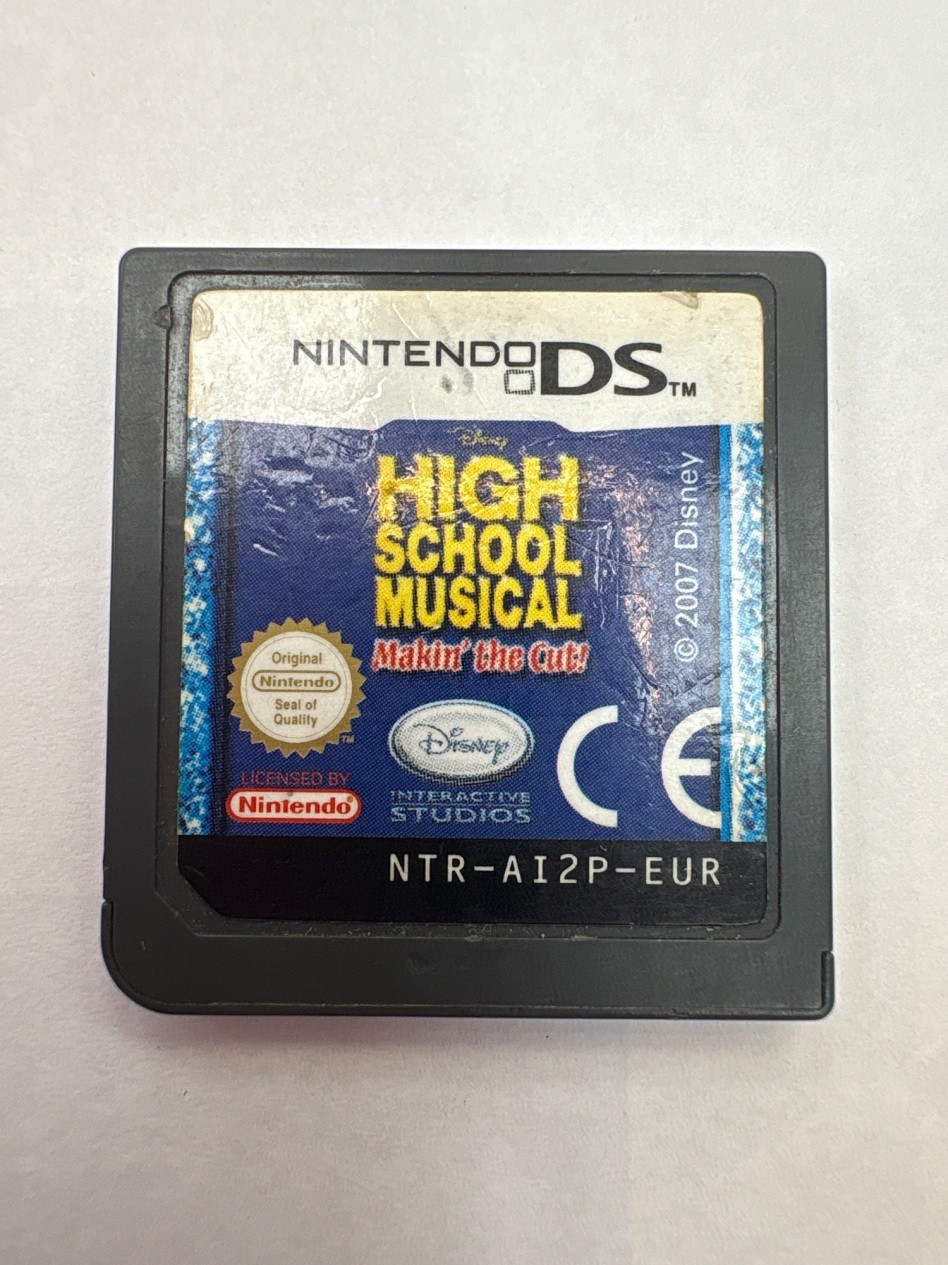 NINTENDO DS™
Disney
HIGH
SCHOOL
MUSICAL
Makin' the Cut!
© 2007 Disney
Original
Nintendo
Seal of
Quality
TM
LICENSED BY
Nintendo®
Disney
INTERACTIVE
STUDIOS
CE
NTR-AI2P-EUR